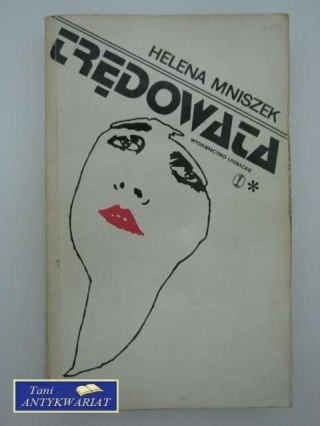 HELENA MNISZEK
TRĘDOWATA
WYDAWNICTWO LITERACKIE
*
Tani
ANTYKWARIAT